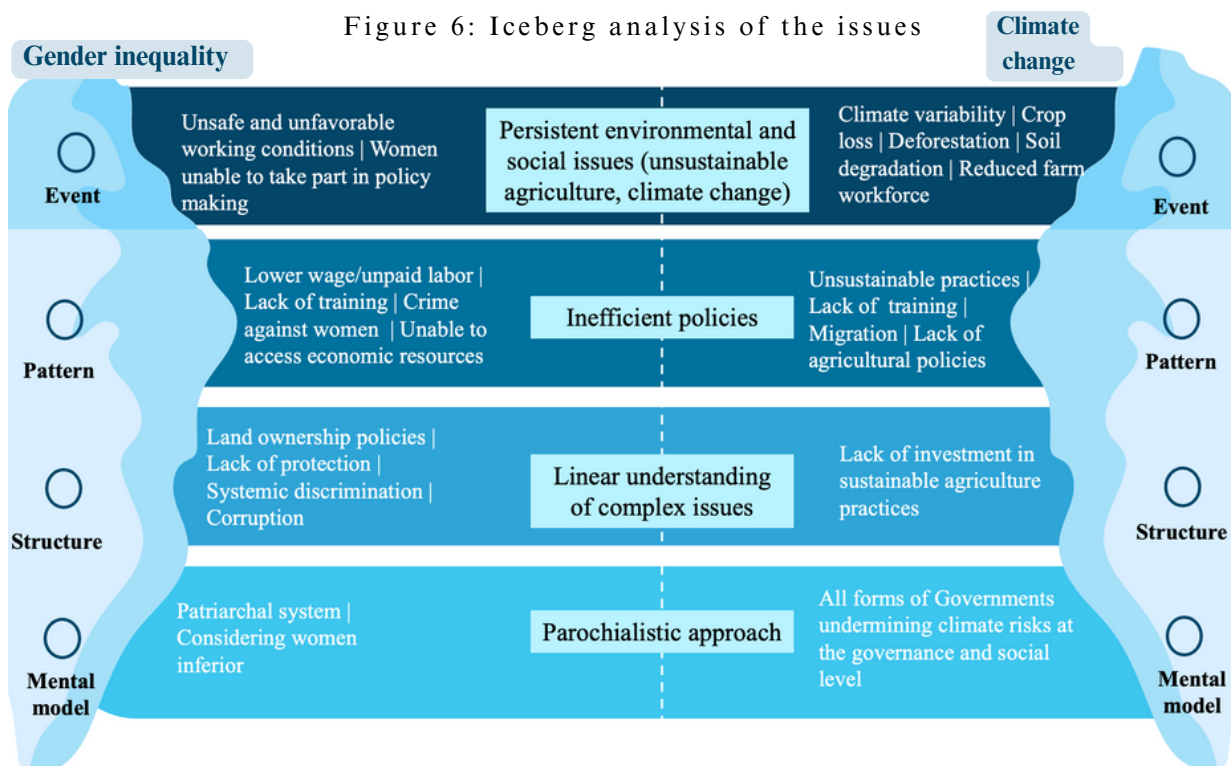 Figure 6: Iceberg analysis of the issues
Gender inequality
Climate
change
Event
Unsafe and unfavorable
working conditions | Women
unable to take part in policy
making
Persistent environmental and
social issues (unsustainable
agriculture, climate change)
Climate variability | Crop
loss | Deforestation | Soil
degradation | Reduced farm
workforce
Event
Pattern
Lower wage/unpaid labor |
Lack of training | Crime
against women | Unable to
access economic resources
Inefficient policies
Unsustainable practices |
Lack of training |
Migration | Lack of
agricultural policies
Pattern
Structure
Land ownership policies |
Lack of protection |
Systemic discrimination |
Corruption
Linear understanding
of complex issues
Lack of investment in
sustainable agriculture
practices
Structure
Mental
model
Patriarchal system |
Considering women
inferior
Parochialistic approach
All forms of Governments
undermining climate risks at
the governance and social
level
Mental
model